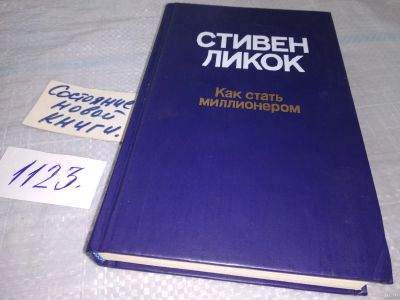 СТИВЕН
ЛИКОК
Как стать
миллионером
Состояние
новой
книги.
1123.